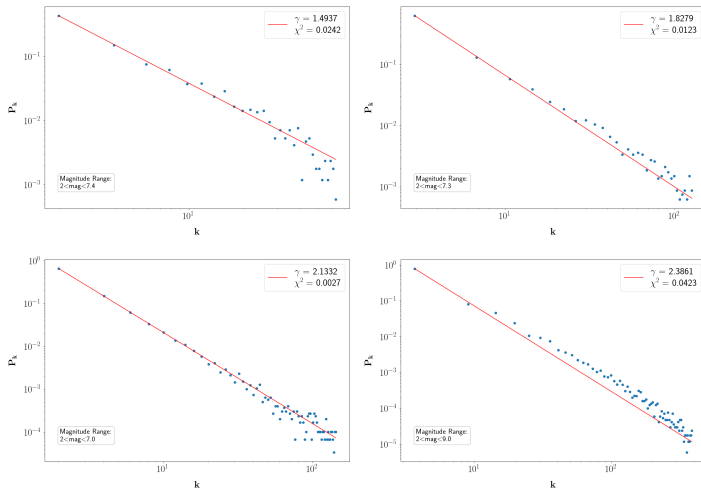 γ = 1.4937
χ² = 0.0242
10⁻¹
10⁻²
10⁻³
P_k
Magnitude Range:
2<mag<7.4
10¹
k
γ = 1.8279
χ² = 0.0123
10⁻¹
10⁻²
10⁻³
P_k
Magnitude Range:
2<mag<7.3
10¹
10²
k
γ = 2.1332
χ² = 0.0027
10⁰
10⁻¹
10⁻²
10⁻³
10⁻⁴
P_k
Magnitude Range:
2<mag<7.0
10¹
10²
k
γ = 2.3861
χ² = 0.0423
10⁰
10⁻¹
10⁻²
10⁻³
10⁻⁴
10⁻⁵
P_k
Magnitude Range:
2<mag<9.0
10¹
10²
k